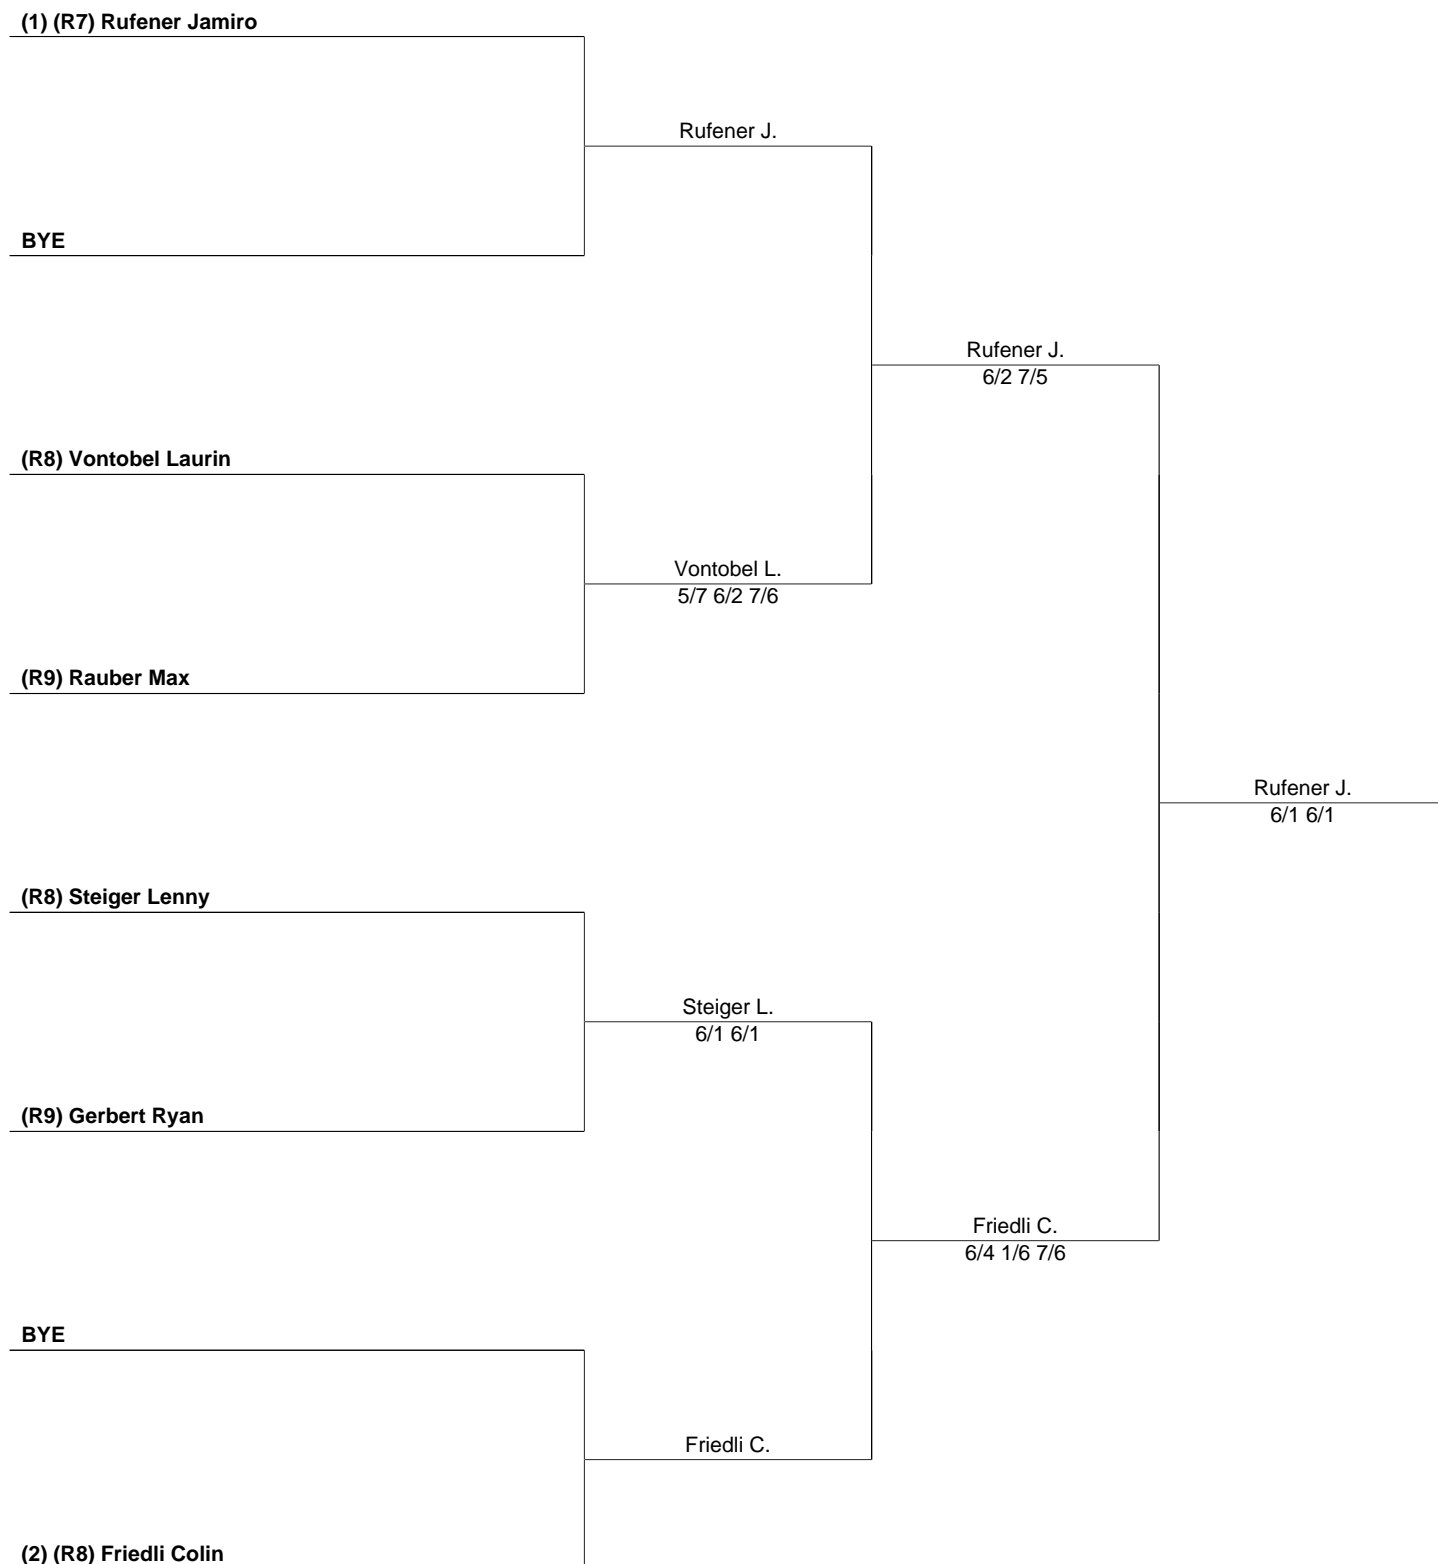 (1) (R7) Rufener Jamiro
Rufener J.
BYE
Rufener J.
6/2 7/5
(R8) Vontobel Laurin
Vontobel L.
5/7 6/2 7/6
(R9) Rauber Max
Rufener J.
6/1 6/1
(R8) Steiger Lenny
Steiger L.
6/1 6/1
(R9) Gerbert Ryan
Friedli C.
6/4 1/6 7/6
BYE
Friedli C.
(2) (R8) Friedli Colin